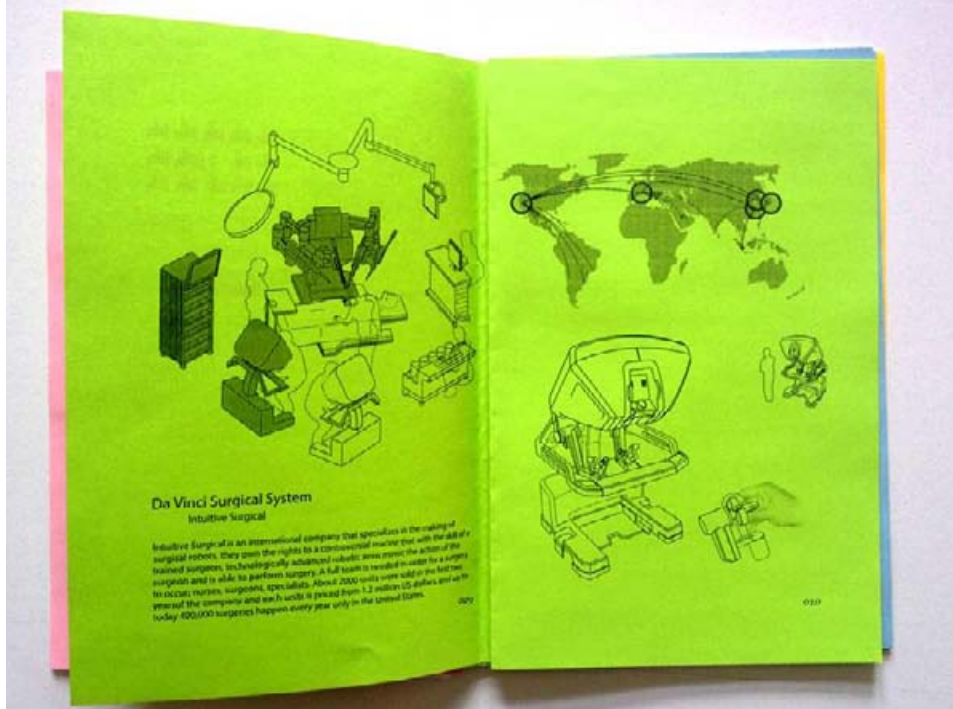 Da Vinci Surgical System
Intuitive Surgical
Intuitive Surgical is an international company that specializes in the making of
surgical robots, they own the rights to a controversial machine that with the skill of a
trained surgeon, technologically advanced robotic arms mimic the action of the
surgeon and is able to perform surgery. A full team is needed in order for a surgery
to occur; nurses, surgeons, specialists. About 2000 units were sold in the first two
year of the company and each units is priced from 1.2 million US dollars and up to
today 400,000 surgeries happen every year only in the United States.